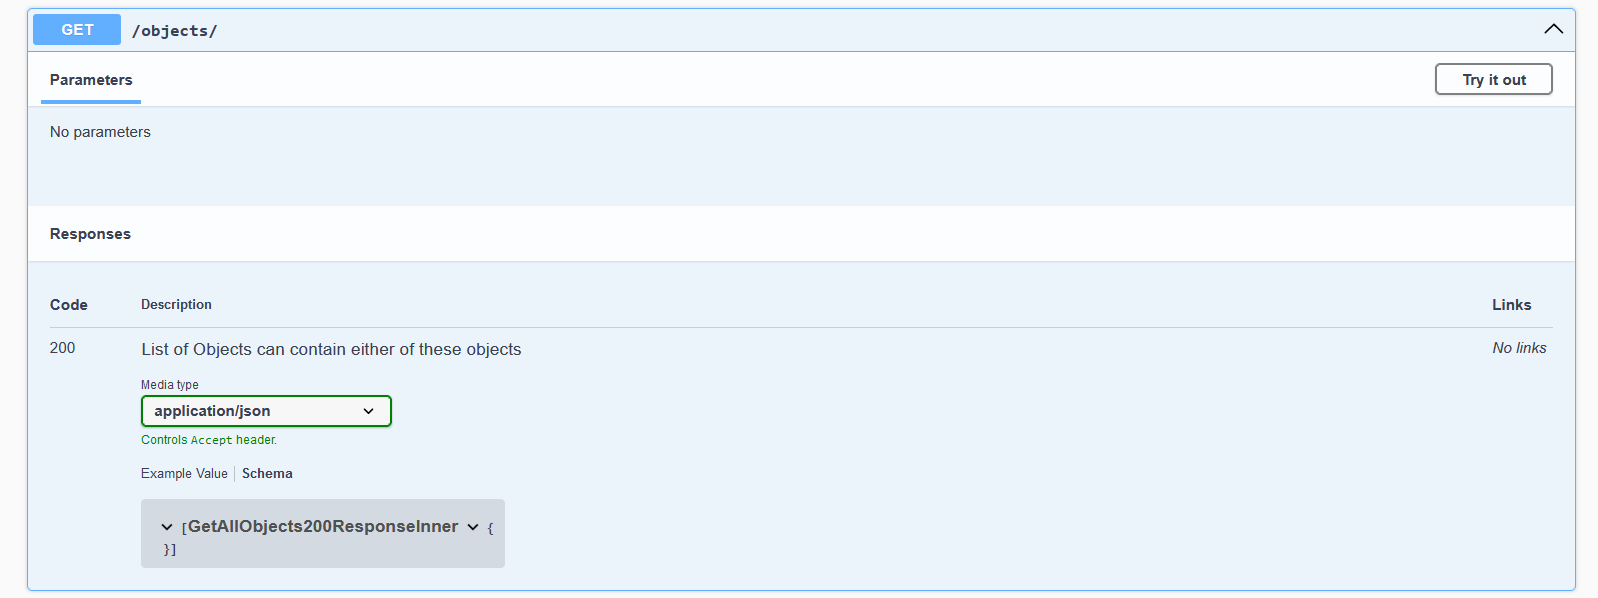 GET /objects/
Parameters
Try it out
No parameters
Responses
Code Description Links
200 List of Objects can contain either of these objects No links
Media type
application/json
Controls Accept header.
Example Value Schema
[GetAllObjects200ResponseInner {
}]